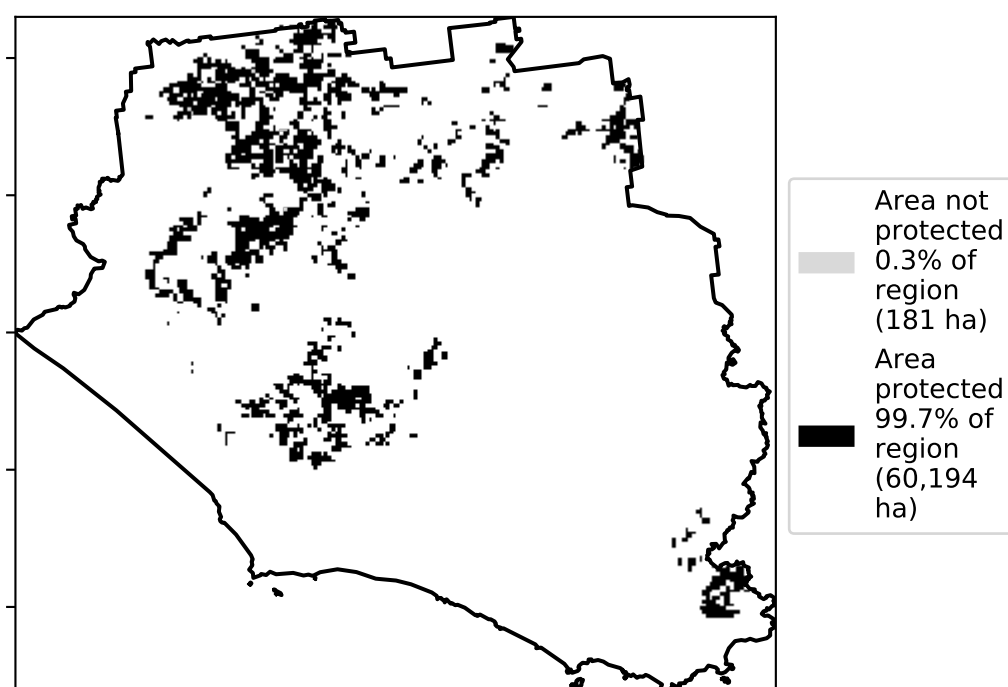 Area not
protected
0.3% of
region
(181 ha)
Area
protected
99.7% of
region
(60,194
ha)